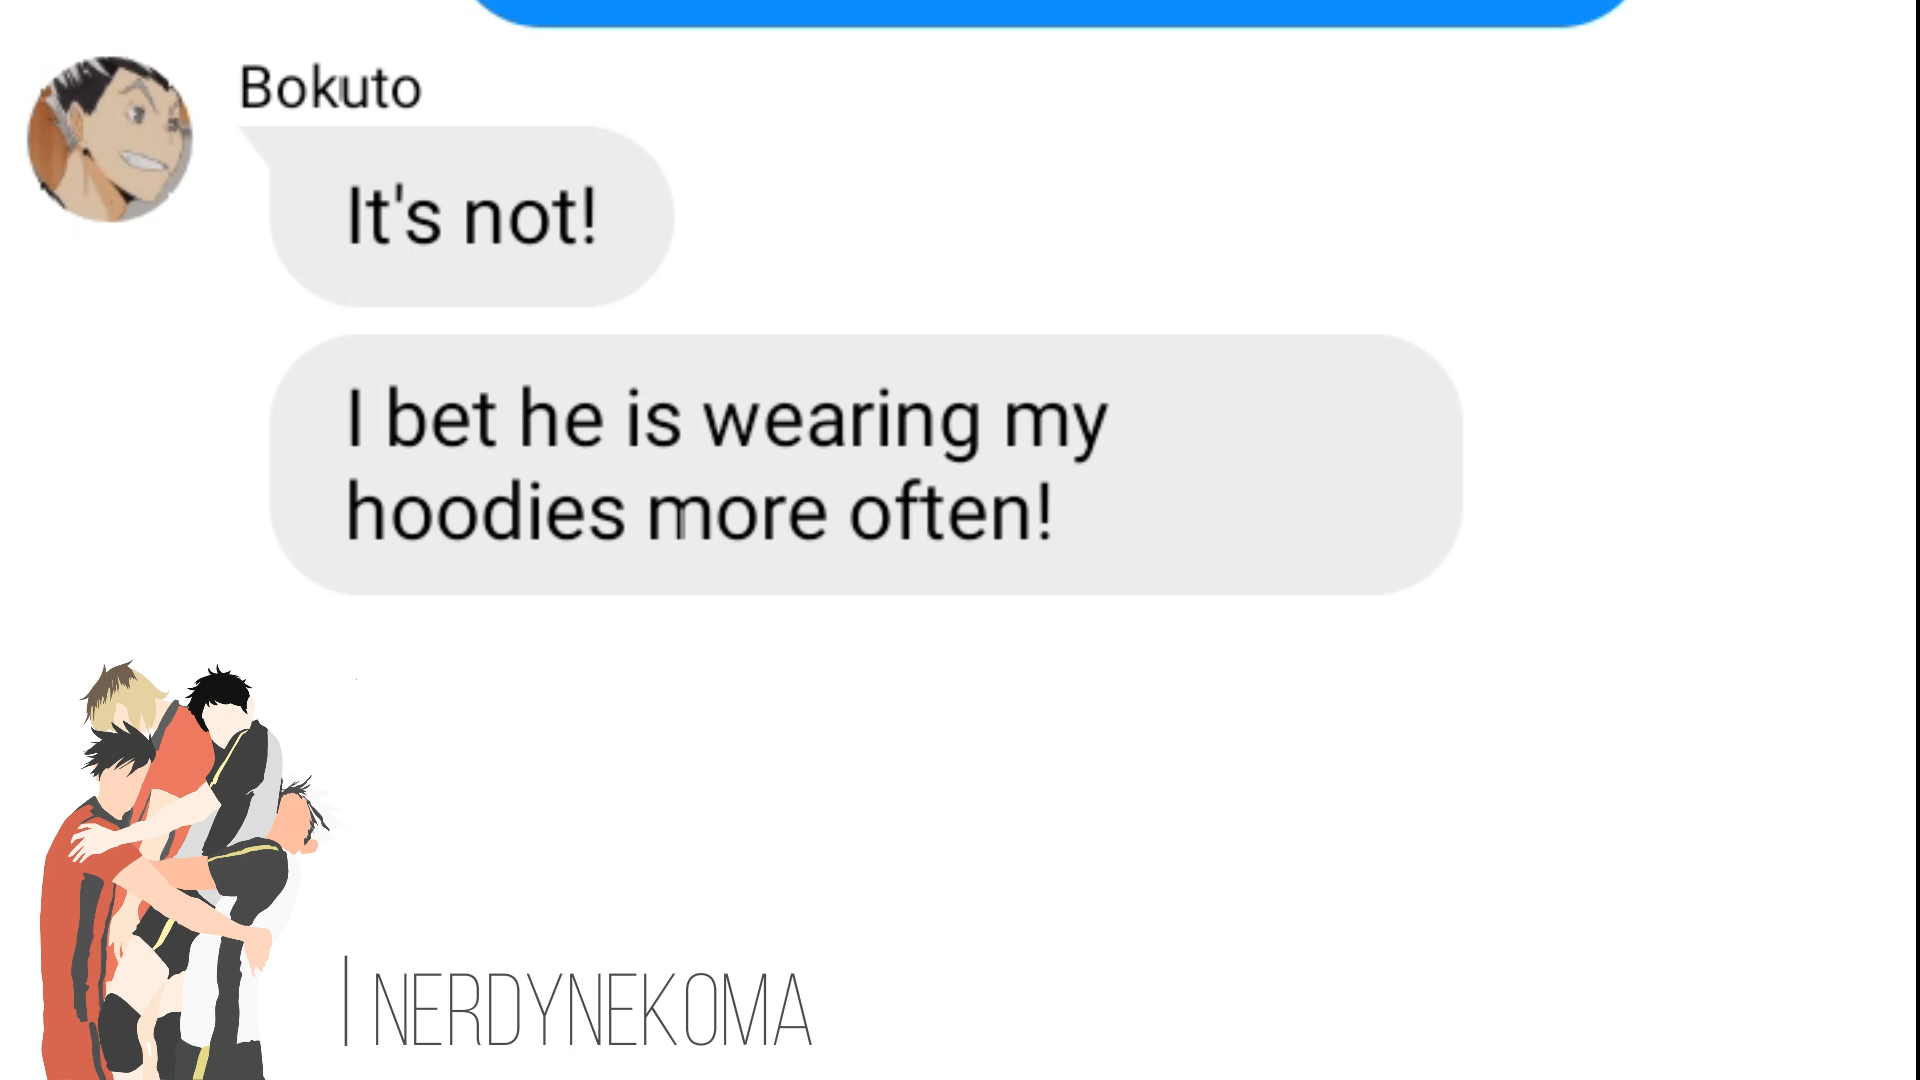 Bokuto
It's not!
I bet he is wearing my
hoodies more often!
| NERDYNEKOMA